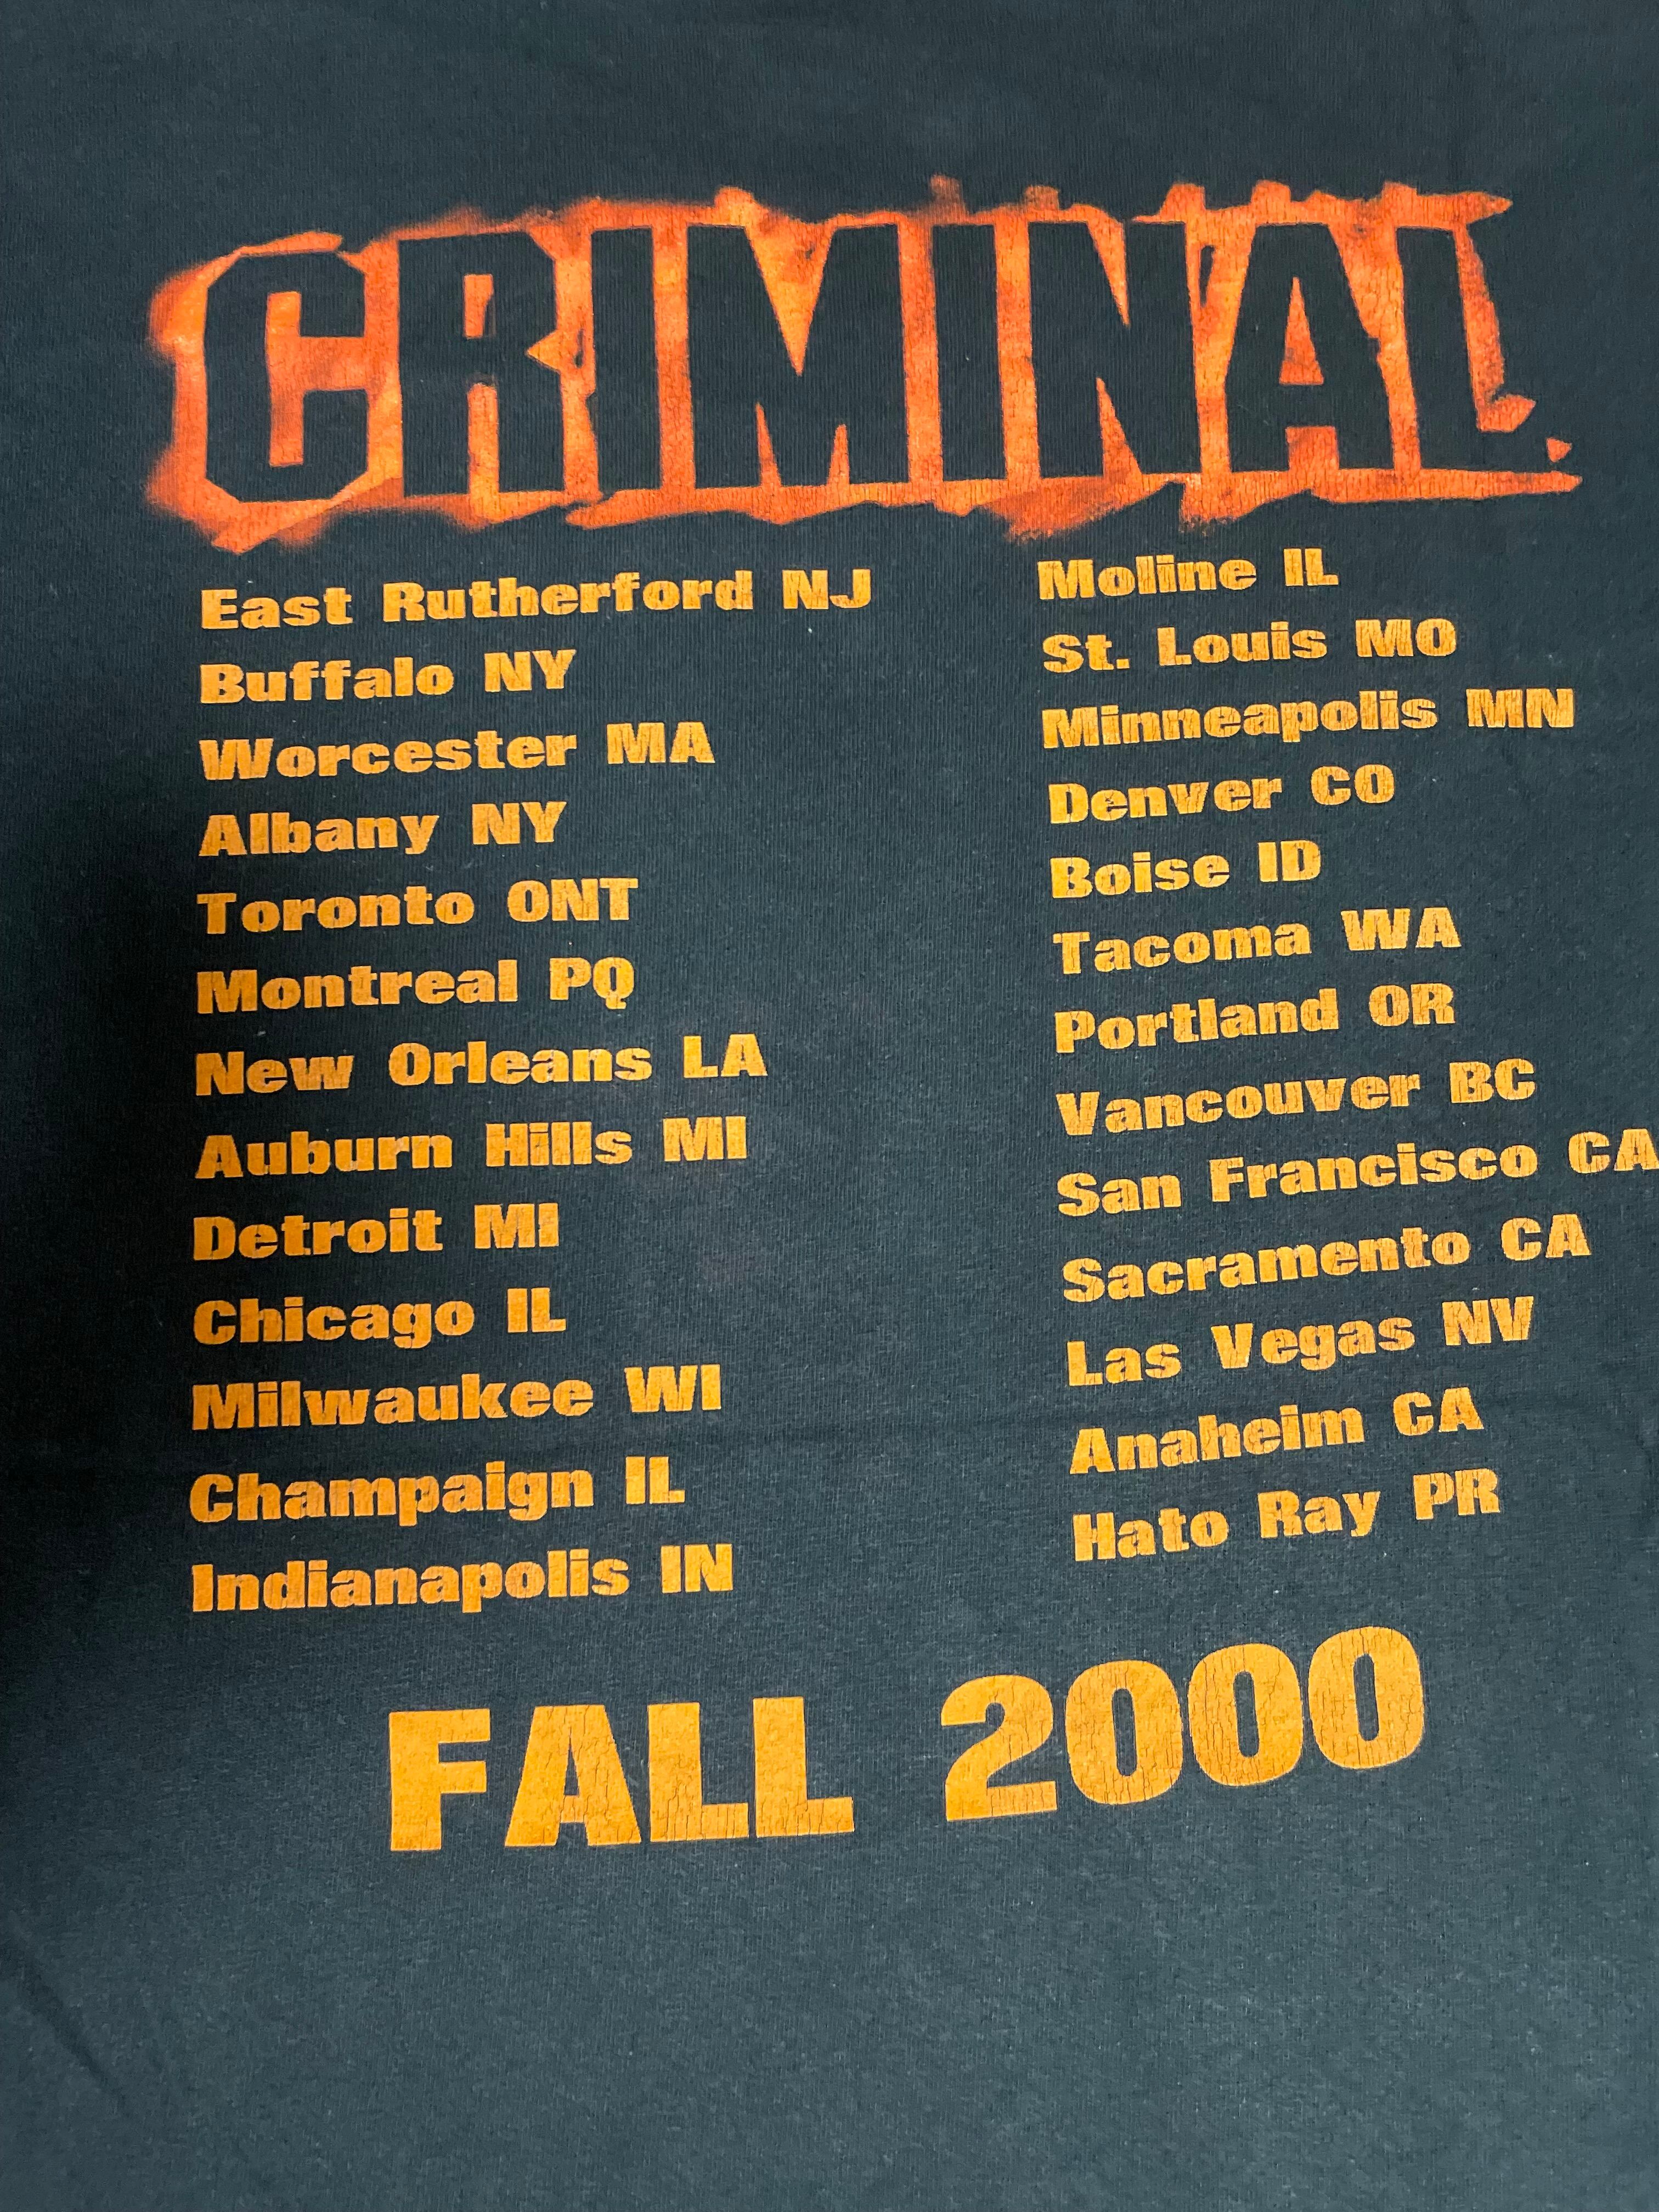 CRIMINAL.
East Rutherford NJ
Buffalo NY
Worcester MA
Albany NY
Toronto ONT
Montreal PQ
New Orleans LA
Auburn Hills MI
Detroit MI
Chicago IL
Milwaukee WI
Champaign IL
Indianapolis IN
Moline IL
St. Louis MO
Minneapolis MN
Denver CO
Boise ID
Tacoma WA
Portland OR
Vancouver BC
San Francisco CA
Sacramento CA
Las Vegas NV
Anaheim CA
Hato Ray PR
FALL 2000